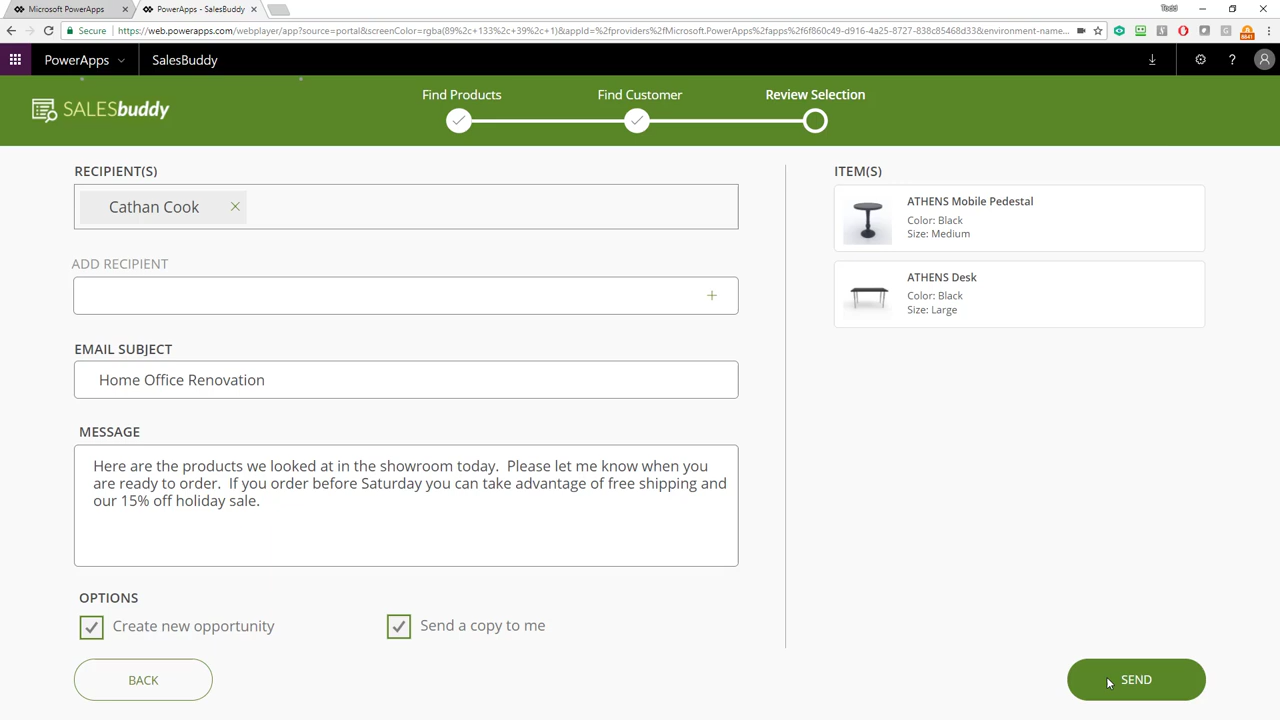 Microsoft PowerApps
PowerApps - SalesBuddy
Todd
Secure
https://web.powerapps.com/webplayer/app?source=portal&screenColor=rgb(89%2c+133%2c+39%2c+1)&appId=%2fproviders%2fMicrosoft.PowerApps%2fapps%2f6f860c49-d916-4a25-8727-838c85468d33&environment-name...
PowerApps
SalesBuddy
?
SALESbuddy
Find Products
Find Customer
Review Selection
RECIPIENT(S)
Cathan Cook
ADD RECIPIENT
EMAIL SUBJECT
Home Office Renovation
MESSAGE
Here are the products we looked at in the showroom today.  Please let me know when you
are ready to order.  If you order before Saturday you can take advantage of free shipping and
our 15% off holiday sale.
OPTIONS
Create new opportunity
Send a copy to me
BACK
ITEM(S)
ATHENS Mobile Pedestal
Color: Black
Size: Medium
ATHENS Desk
Color: Black
Size: Large
SEND